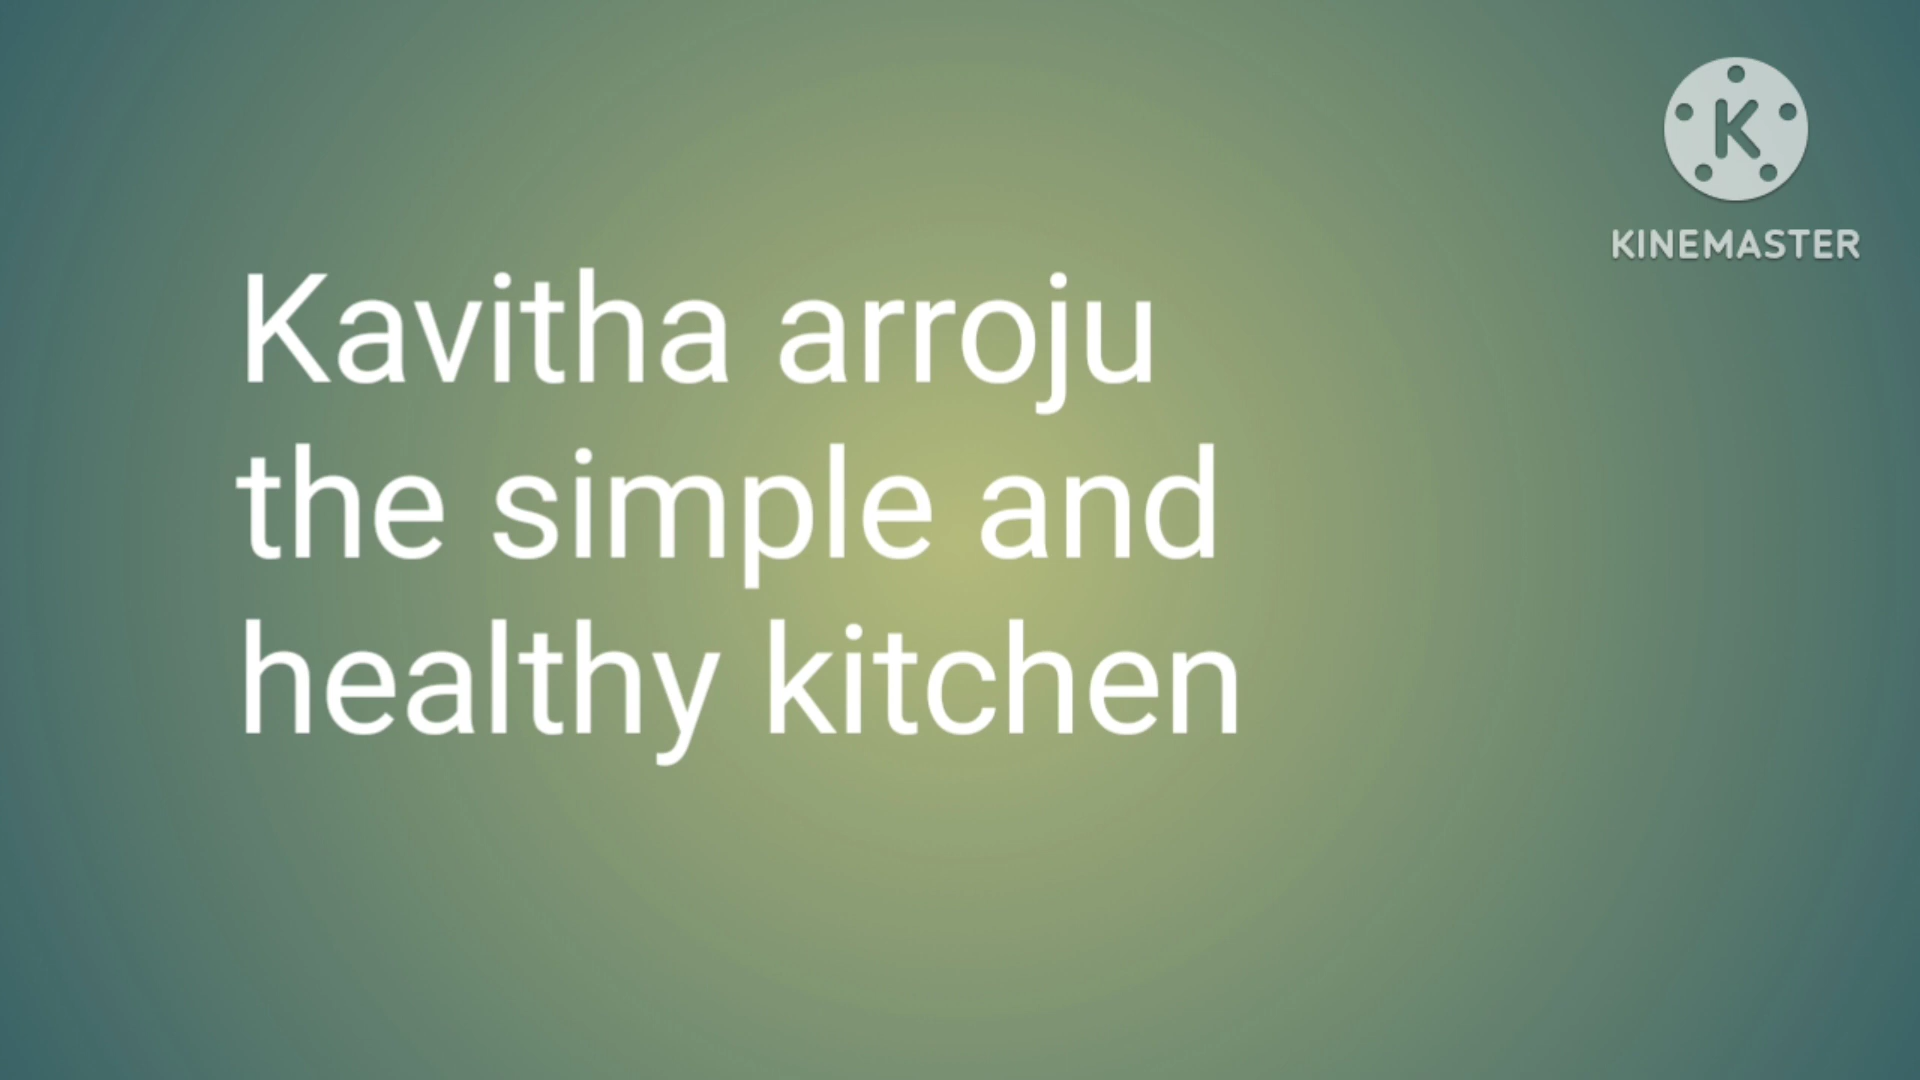 K
KINEMASTER
Kavitha arroju
the simple and
healthy kitchen